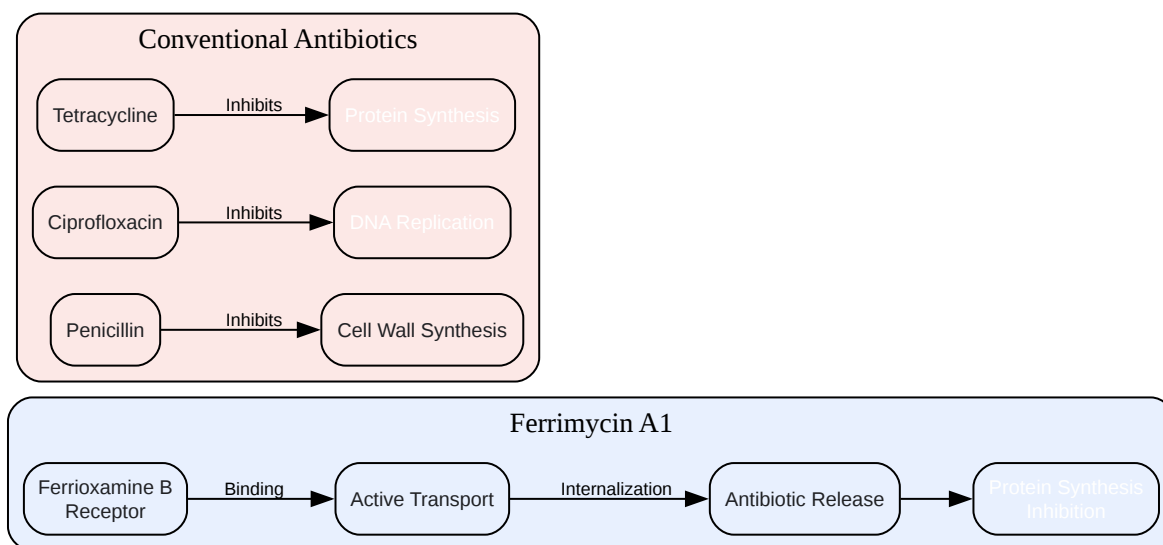 Conventional Antibiotics
Tetracycline
Inhibits
Protein Synthesis
Ciprofloxacin
Inhibits
DNA Replication
Penicillin
Inhibits
Cell Wall Synthesis
Ferrimycin A1
Ferrioxamine B
Receptor
Binding
Active Transport
Internalization
Antibiotic Release
Protein Synthesis
Inhibition